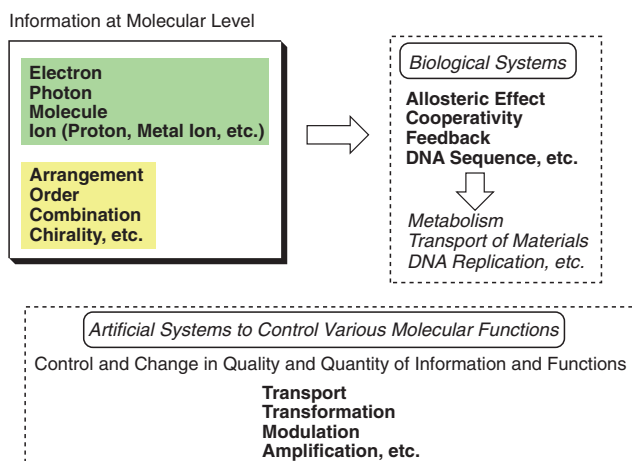 Information at Molecular Level
Electron
Photon
Molecule
Ion (Proton, Metal Ion, etc.)
Arrangement
Order
Combination
Chirality, etc.
Biological Systems
Allosteric Effect
Cooperativity
Feedback
DNA Sequence, etc.
Metabolism
Transport of Materials
DNA Replication, etc.
Artificial Systems to Control Various Molecular Functions
Control and Change in Quality and Quantity of Information and Functions
Transport
Transformation
Modulation
Amplification, etc.